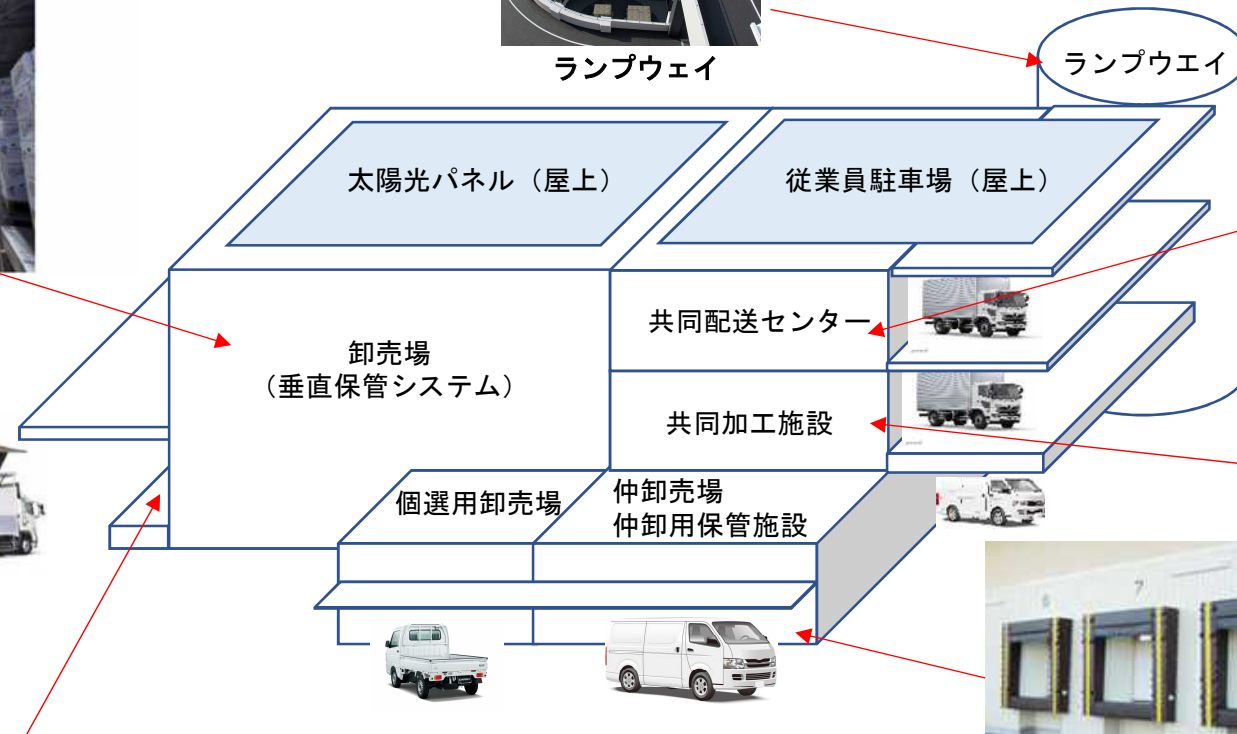 ランプウェイ
ランプウエイ
太陽光パネル（屋上）
従業員駐車場（屋上）
共同配送センター
卸売場
（垂直保管システム）
共同加工施設
個選用卸売場
仲卸売場
仲卸用保管施設
6
7